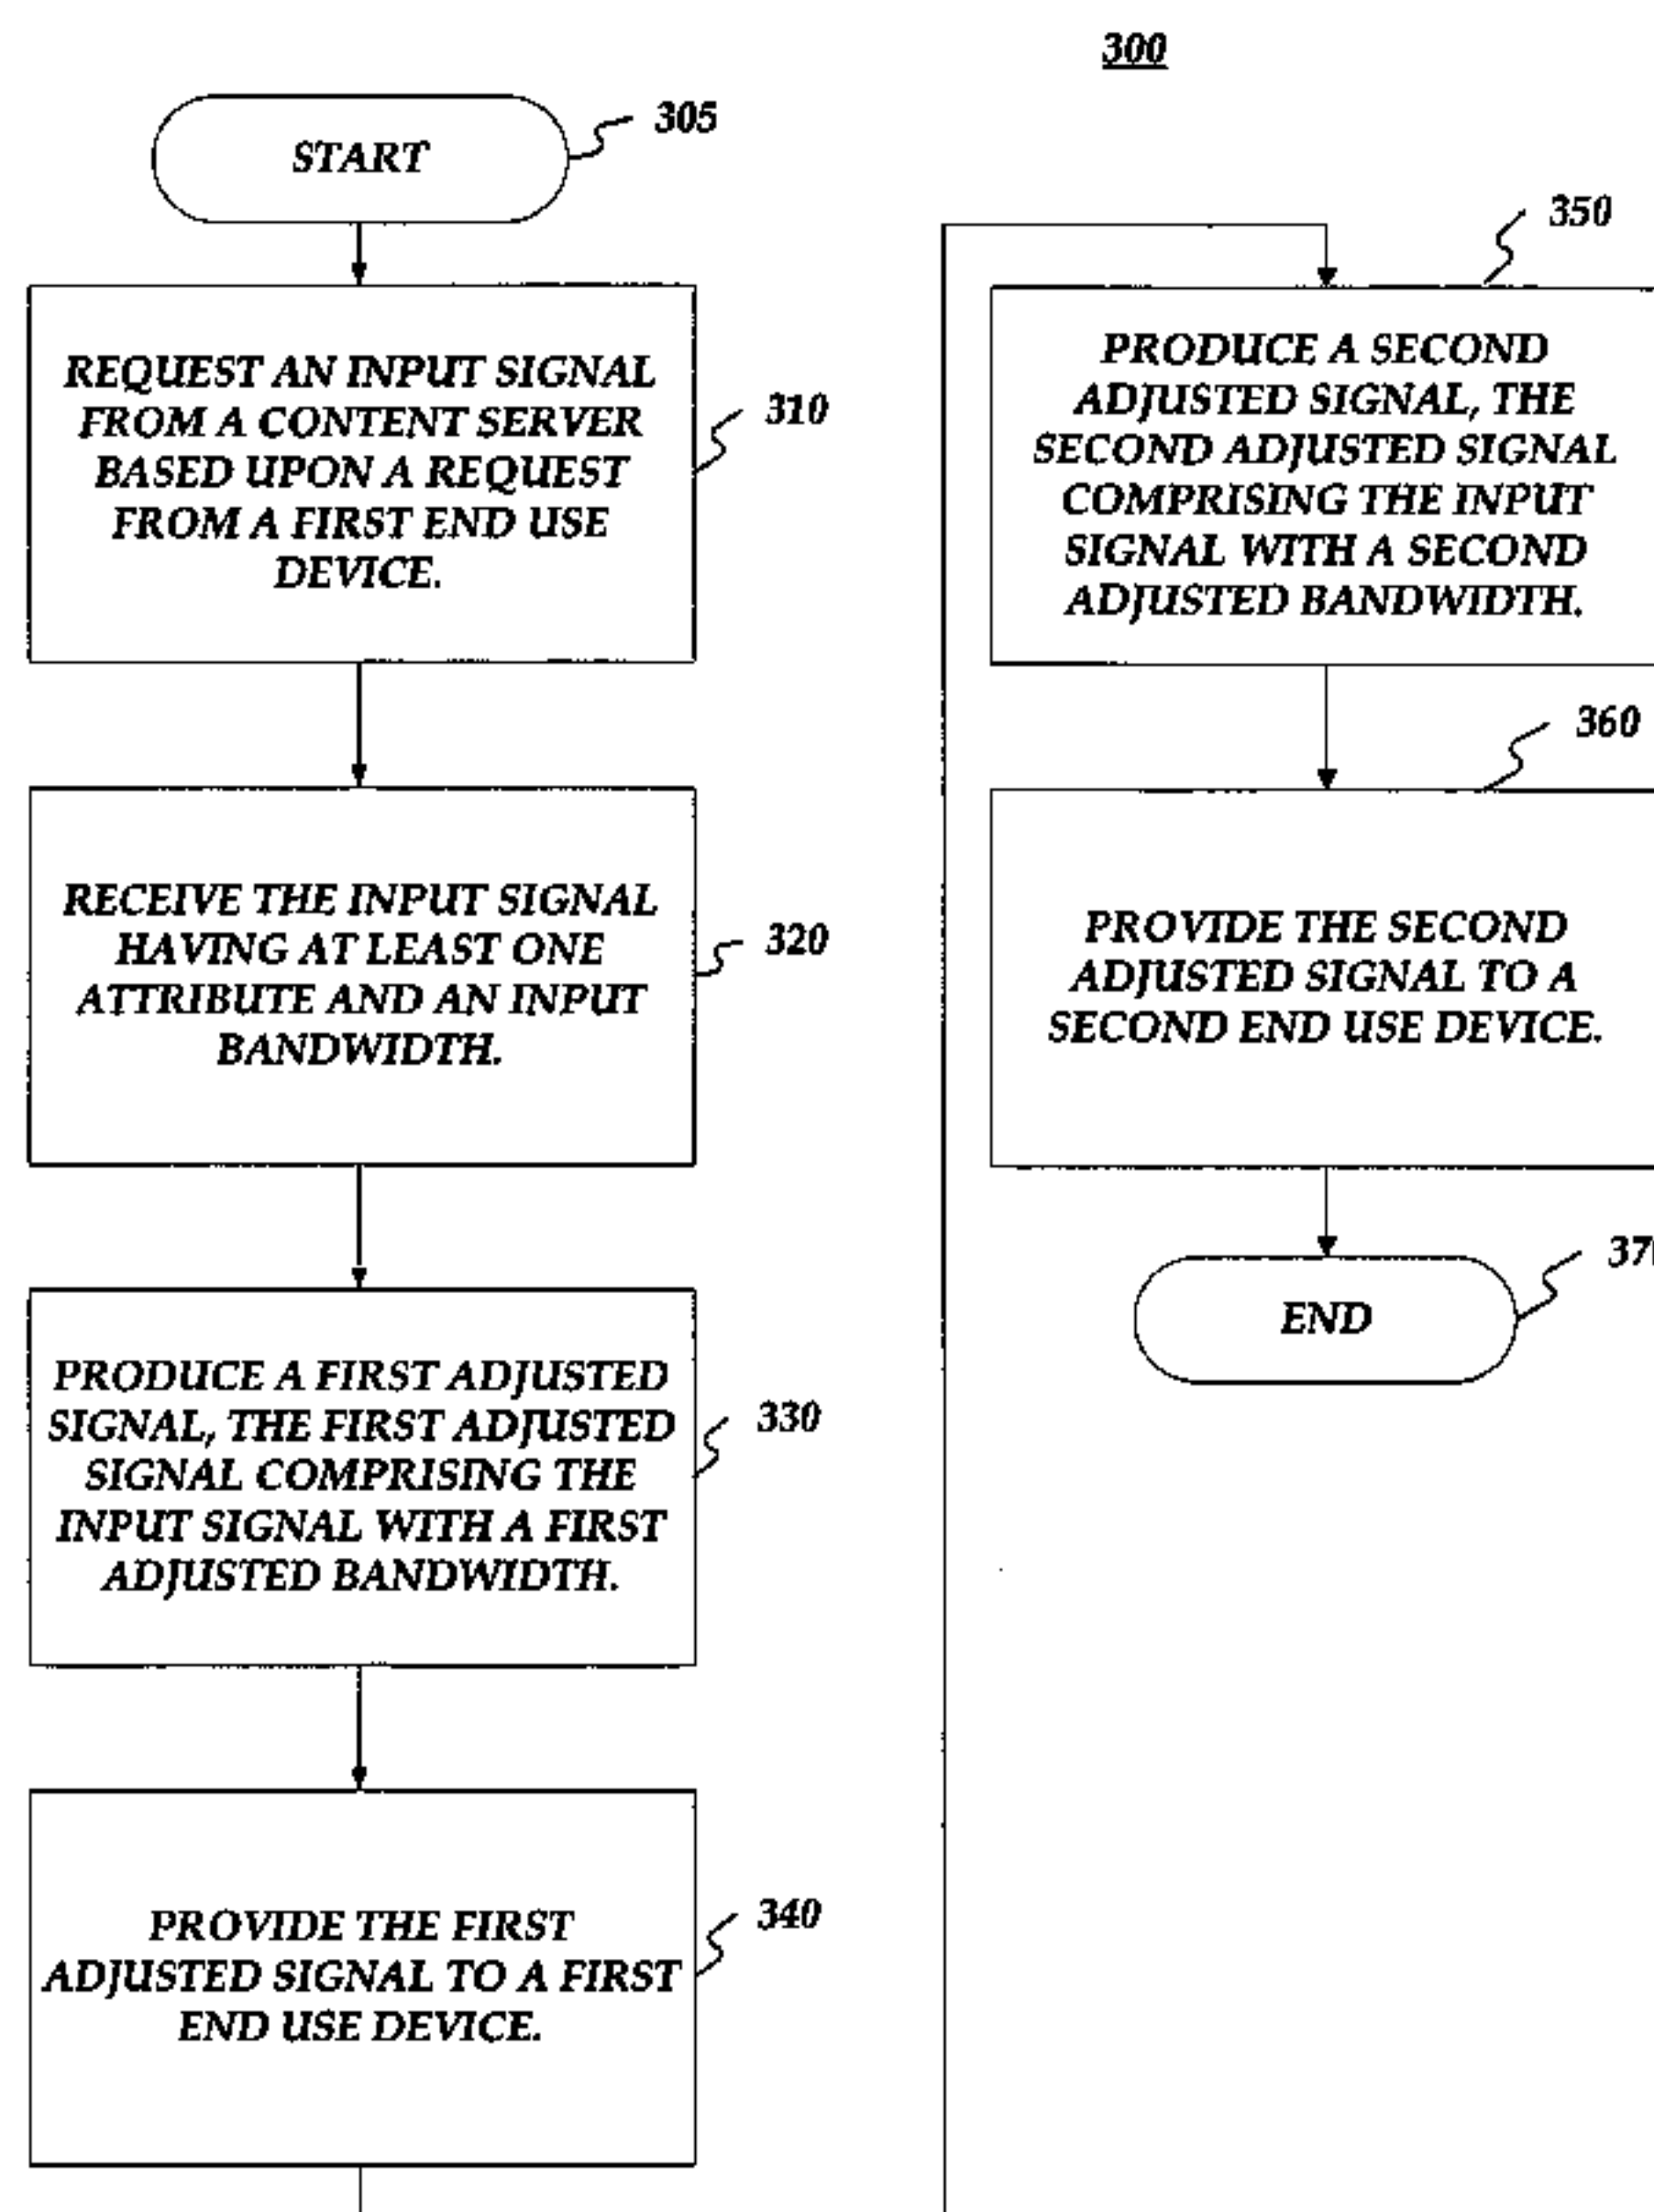 300
START
305
REQUEST AN INPUT SIGNAL
FROM A CONTENT SERVER
BASED UPON A REQUEST
FROM A FIRST END USE
DEVICE.
310
RECEIVE THE INPUT SIGNAL
HAVING AT LEAST ONE
ATTRIBUTE AND AN INPUT
BANDWIDTH.
320
PRODUCE A FIRST ADJUSTED
SIGNAL, THE FIRST ADJUSTED
SIGNAL COMPRISING THE
INPUT SIGNAL WITH A FIRST
ADJUSTED BANDWIDTH.
330
PROVIDE THE FIRST
ADJUSTED SIGNAL TO A FIRST
END USE DEVICE.
340
350
PRODUCE A SECOND
ADJUSTED SIGNAL, THE
SECOND ADJUSTED SIGNAL
COMPRISING THE INPUT
SIGNAL WITH A SECOND
ADJUSTED BANDWIDTH.
360
PROVIDE THE SECOND
ADJUSTED SIGNAL TO A
SECOND END USE DEVICE.
END